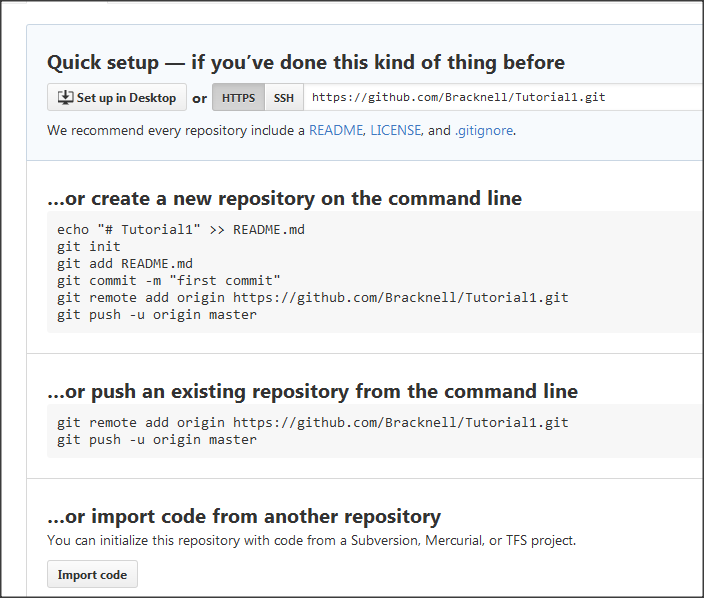 Quick setup — if you’ve done this kind of thing before
Set up in Desktop or HTTPS SSH https://github.com/Bracknell/Tutorial1.git
We recommend every repository include a README, LICENSE, and .gitignore.
…or create a new repository on the command line
echo "# Tutorial1" >> README.md
git init
git add README.md
git commit -m "first commit"
git remote add origin https://github.com/Bracknell/Tutorial1.git
git push -u origin master
…or push an existing repository from the command line
git remote add origin https://github.com/Bracknell/Tutorial1.git
git push -u origin master
…or import code from another repository
You can initialize this repository with code from a Subversion, Mercurial, or TFS project.
Import code